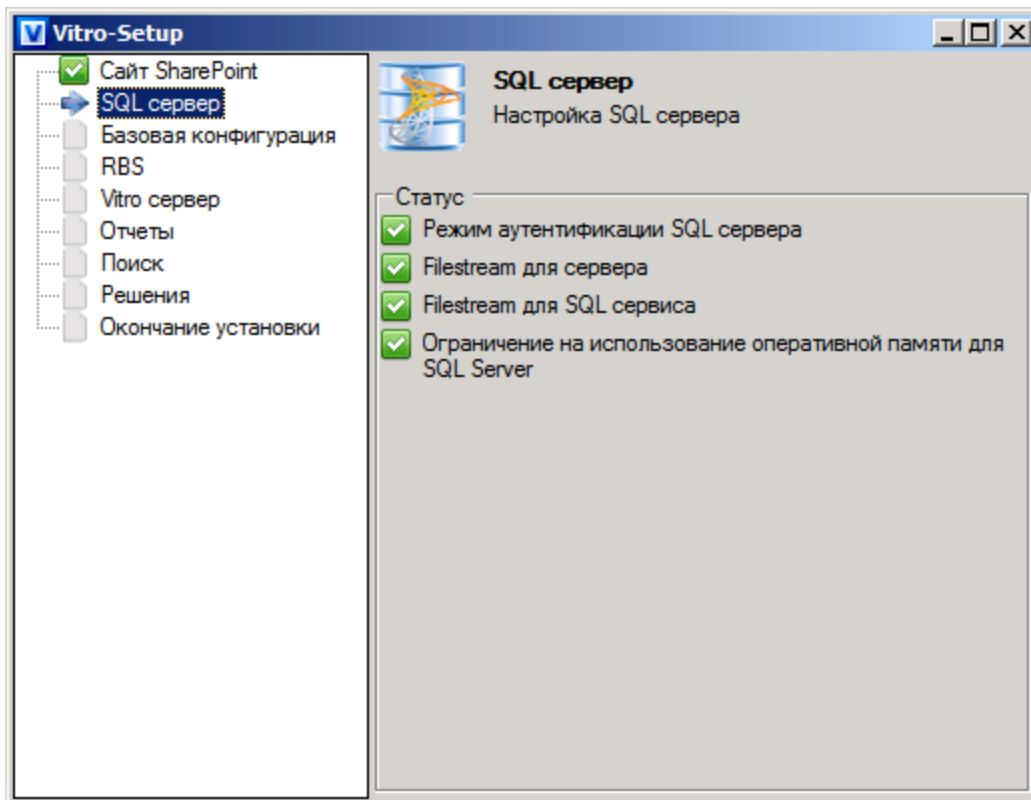 Vitro-Setup
Сайт SharePoint
SQL сервер
Базовая конфигурация
RBS
Vitro сервер
Отчеты
Поиск
Решения
Окончание установки
SQL сервер
Настройка SQL сервера
Статус
Режим аутентификации SQL сервера
Filestream для сервера
Filestream для SQL сервиса
Ограничение на использование оперативной памяти для
SQL Server